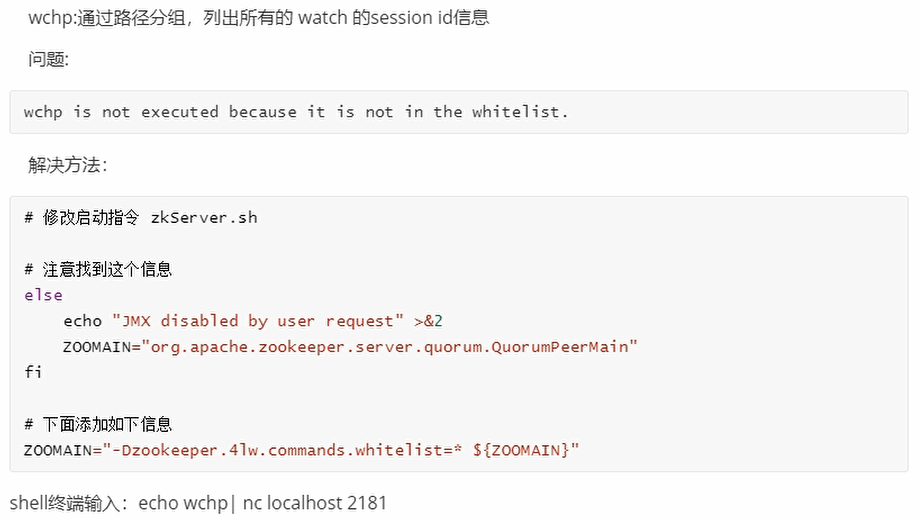 wchp:通过路径分组，列出所有的 watch 的session id信息
问题:
wchp is not executed because it is not in the whitelist.
解决方法：
# 修改启动指令 zkServer.sh
# 注意找到这个信息
else
    echo "JMX disabled by user request" >&2
    ZOOMAIN="org.apache.zookeeper.server.quorum.QuorumPeerMain"
fi
# 下面添加如下信息
ZOOMAIN="-Dzookeeper.4lw.commands.whitelist=* ${ZOOMAIN}"
shell终端输入：echo wchp| nc localhost 2181